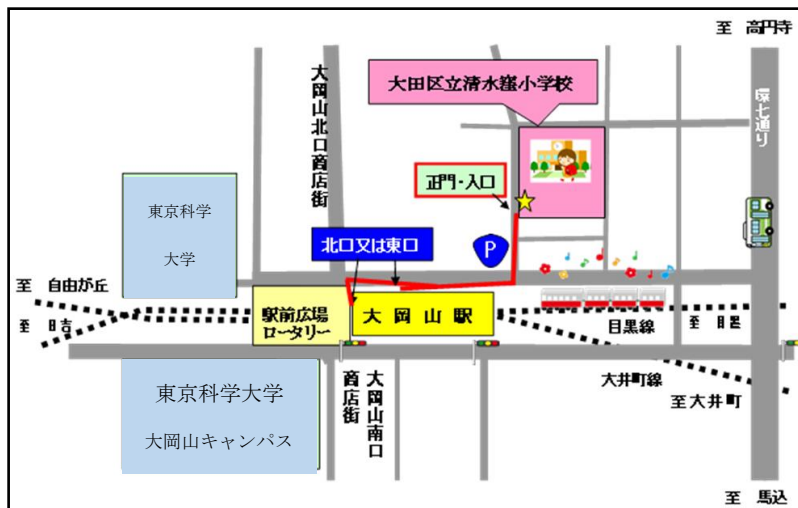 至 高円寺
大岡山北口商店街
大田区立清水窪小学校
環七通り
正門・入口
東京科学
大学
北口又は東口
P
至 自由が丘
至 日吉
駅前広場
ロータリー
大岡山駅
目黒線
至 目黒
東京科学大学
大岡山キャンパス
大岡山南口
商店街
大井町線
至大井町
至 馬込